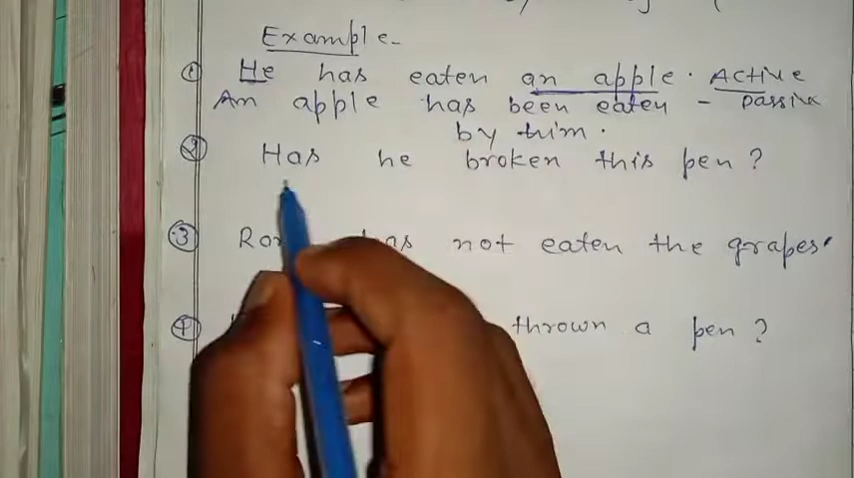 Example-
① He has eaten an apple. Active
An apple has been eaten - passive
by him.
② Has he broken this pen?
③ has not eaten the grapes.
④ thrown a pen?